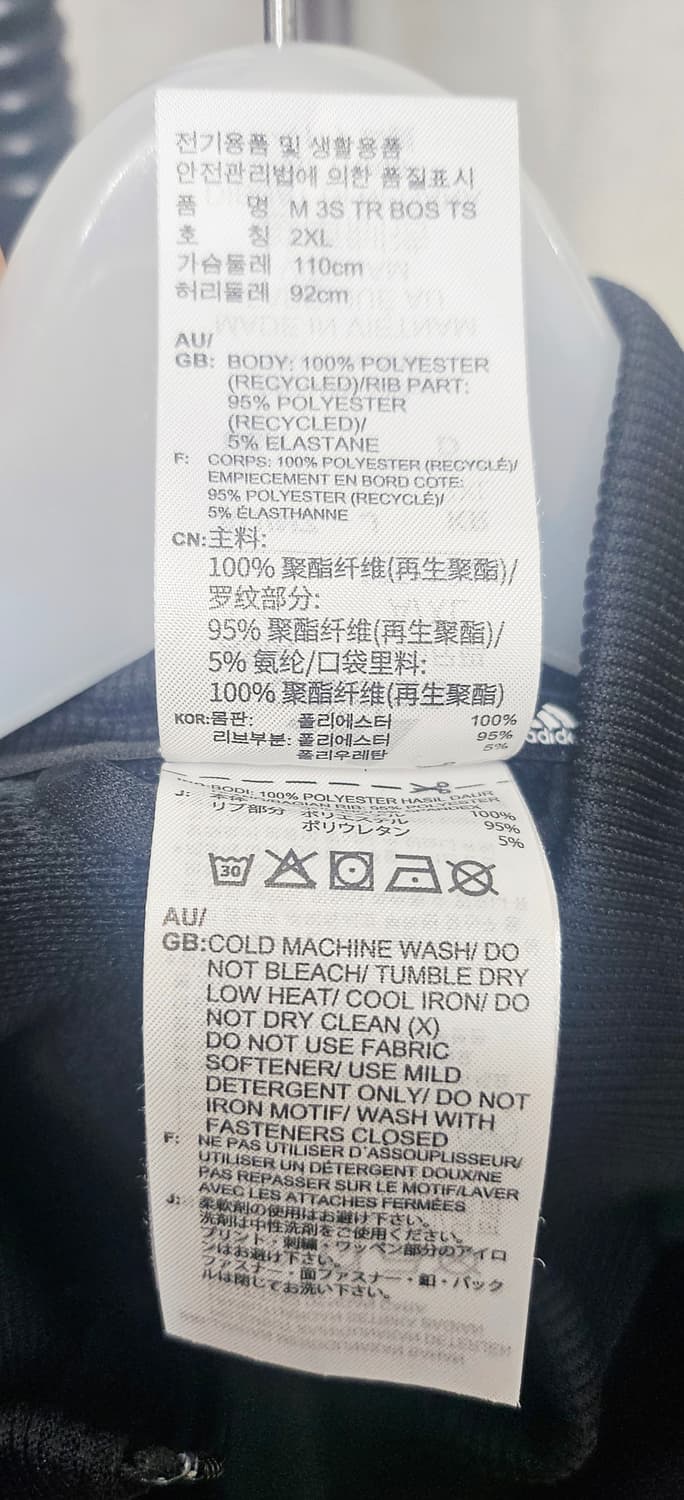 전기용품 및 생활용품
안전관리법에 의한 품질표시
품 명 M 3S TR BOS TS
호 칭 2XL
가슴둘레 110cm
허리둘레 92cm
MADE IN VIETNAM
AU/
GB: BODY: 100% POLYESTER
(RECYCLED)/RIB PART:
95% POLYESTER
(RECYCLED)/
5% ELASTANE
F: CORPS: 100% POLYESTER (RECYCLÉ)/
EMPIECEMENT EN BORD COTE:
95% POLYESTER (RECYCLÉ)/
5% ÉLASTHANNE
CN:主料:
100% 聚酯纤维(再生聚酯)/
罗纹部分:
95% 聚酯纤维(再生聚酯)/
5% 氨纶/口袋里料:
100% 聚酯纤维(再生聚酯)
KOR:몸판: 폴리에스터 100%
리브부분: 폴리에스터 95%
폴리우레탄 5%
adidas
BODI: 100% POLYESTER HASIL DAUR
J: 本体 100%
リブ部分 ポリエステル 95%
ポリウレタン 5%
30
AU/
GB:COLD MACHINE WASH/ DO
NOT BLEACH/ TUMBLE DRY
LOW HEAT/ COOL IRON/ DO
NOT DRY CLEAN (X)
DO NOT USE FABRIC
SOFTENER/ USE MILD
DETERGENT ONLY/ DO NOT
IRON MOTIF/ WASH WITH
FASTENERS CLOSED
F: NE PAS UTILISER D'ASSOUPLISSEUR/
UTILISER UN DÉTERGENT DOUX/NE
PAS REPASSER SUR LE MOTIF/LAVER
AVEC LES ATTACHES FERMÉES
J: 柔軟剤の使用はお避け下さい。
洗剤は中性洗剤をご使用ください。
プリント・刺繍・ワッペン部分のアイロ
ンはお避け下さい。
ファスナー・面ファスナー・釦・バック
ルは閉じてお洗い下さい。